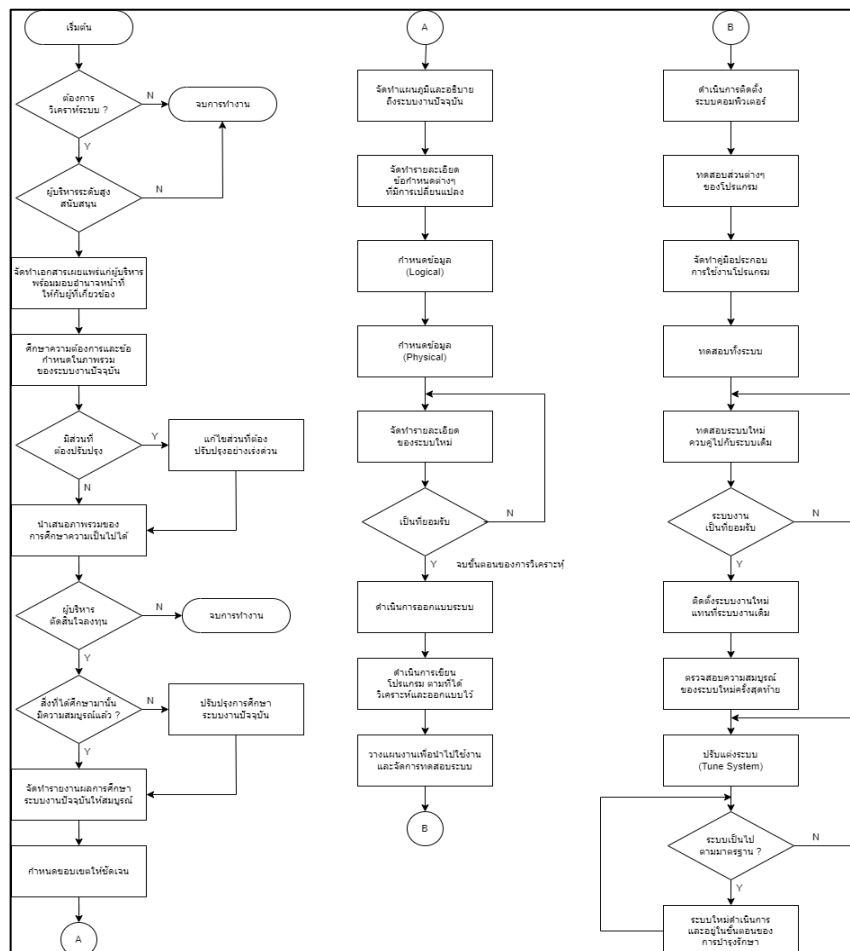 เริ่มต้น
ต้องการ
วิเคราห์ระบบ ?
N
จบการทำงาน
Y
ผู้บริหารระดับสูง
สนับสนุน
N
จัดทำเอกสารเผยแพร่แก่ผู้บริหาร
พร้อมมอบอำนาจหน้าที่
ให้กับผู้ที่เกี่ยวข้อง
ศึกษาความต้องการและข้อ
กำหนดในภาพรวม
ของระบบงานปัจจุบัน
มีส่วนที่
ต้องปรับปรุง
Y
แก้ไขส่วนที่ต้อง
ปรับปรุงอย่างเร่งด่วน
N
นำเสนอภาพรวมของ
การศึกษาความเป็นไปได้
ผู้บริหาร
ตัดสินใจลงทุน
N
จบการทำงาน
Y
สิ่งที่ได้ศึกษามานั้น
มีความสมบูรณ์แล้ว ?
N
ปรับปรุงการศึกษา
ระบบงานปัจจุบัน
Y
จัดทำรายงานผลการศึกษา
ระบบงานปัจจุบันให้สมบูรณ์
กำหนดขอบเขตให้ชัดเจน
A
A
จัดทำแผนภูมิและอธิบาย
ถึงระบบงานปัจจุบัน
จัดทำรายละเอียด
ข้อกำหนดต่างๆ
ที่มีการเปลี่ยนแปลง
กำหนดข้อมูล
(Logical)
กำหนดข้อมูล
(Physical)
จัดทำรายละเอียด
ของระบบใหม่
เป็นที่ยอมรับ
N
Y
จบขั้นตอนของการวิเคราะห์
ดำเนินการออกแบบระบบ
ดำเนินการเขียน
โปรแกรม ตามที่ได้
วิเคราะห์และออกแบบไว้
วางแผนงานเพื่อนำไปใช้งาน
และจัดการทดสอบระบบ
B
B
ดำเนินการติดตั้ง
ระบบคอมพิวเตอร์
ทดสอบส่วนต่างๆ
ของโปรแกรม
จัดทำคู่มือประกอบ
การใช้งานโปรแกรม
ทดสอบทั้งระบบ
ทดสอบระบบใหม่
ควบคู่ไปกับระบบเดิม
ระบบงาน
เป็นที่ยอมรับ
N
Y
ติดตั้งระบบงานใหม่
แทนที่ระบบงานเดิม
ตรวจสอบความสมบูรณ์
ของระบบใหม่ครั้งสุดท้าย
ปรับแต่งระบบ
(Tune System)
ระบบเป็นไป
ตามมาตรฐาน ?
N
Y
ระบบใหม่ดำเนินการ
และอยู่ในขั้นตอนของ
การบำรุงรักษา